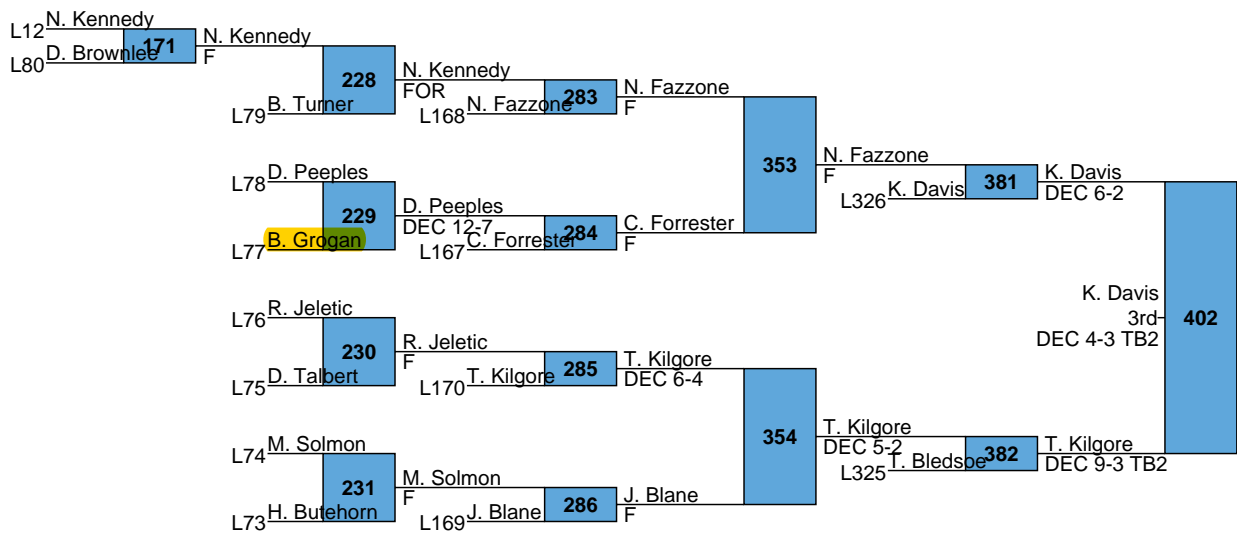 L12 N. Kennedy
171
L80 D. Brownlee
N. Kennedy
F
228
L79 B. Turner
N. Kennedy
FOR
283
L168 N. Fazzone
N. Fazzone
F
353
L78 D. Peeples
229
L77 B. Grogan
D. Peeples
DEC 12-7
284
L167 C. Forrester
C. Forrester
F
N. Fazzone
F
381
L326 K. Davis
K. Davis
DEC 6-2
402
K. Davis
3rd
DEC 4-3 TB2
L76 R. Jeletic
230
L75 D. Talbert
R. Jeletic
F
285
L170 T. Kilgore
T. Kilgore
DEC 6-4
354
L74 M. Solmon
231
L73 H. Butehorn
M. Solmon
F
286
L169 J. Blane
J. Blane
F
T. Kilgore
DEC 5-2
382
L325 T. Bledsoe
T. Kilgore
DEC 9-3 TB2